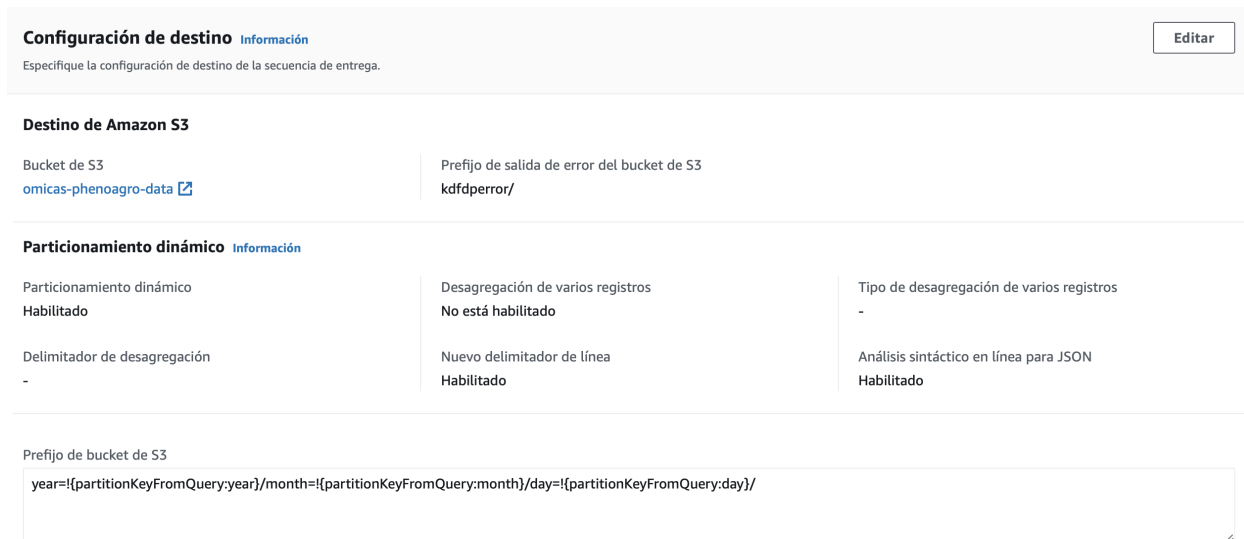 Configuración de destino Información
Editar
Especifique la configuración de destino de la secuencia de entrega.
Destino de Amazon S3
Bucket de S3
omicas-phenoagro-data
Prefijo de salida de error del bucket de S3
kdfdperror/
Particionamiento dinámico Información
Particionamiento dinámico
Habilitado
Desagregación de varios registros
No está habilitado
Tipo de desagregación de varios registros
-
Delimitador de desagregación
-
Nuevo delimitador de línea
Habilitado
Análisis sintáctico en línea para JSON
Habilitado
Prefijo de bucket de S3
year=!{partitionKeyFromQuery:year}/month=!{partitionKeyFromQuery:month}/day=!{partitionKeyFromQuery:day}/